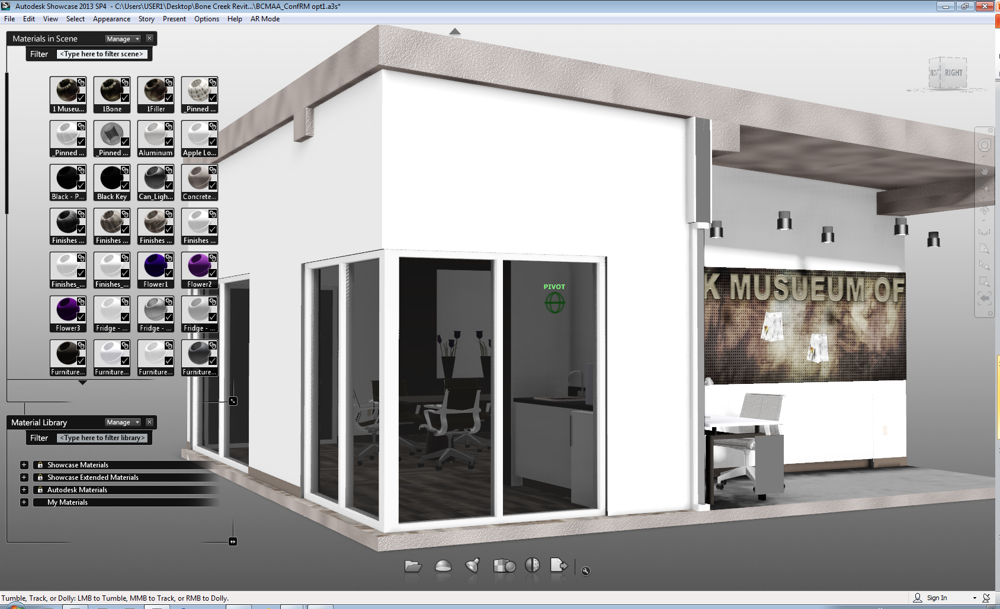 Autodesk Showcase 2013 SP4 - C:\Users\USER1\Desktop\Bone Creek Revit...\BCMAA_ConfRM opt1.a3s*
File Edit View Select Appearance Story Present Options Help AR Mode
Materials in Scene Manage
Filter <Type here to filter scene>
1 Museu... 1Bone 1Filler _Pinned ...
_Pinned ... _Pinned ... Aluminum Apple Lo...
Black - P... Black Key Can_Ligh... Concrete...
Finishes ... Finishes ... Finishes ... Finishes ...
Finishes_... Finishes_... Flower1 Flower2
Flower3 Fridge - ... Fridge - ... Fridge - ...
Furniture... Furniture... Furniture... Furniture...
Material Library Manage
Filter <Type here to filter library>
Showcase Materials
Showcase Extended Materials
Autodesk Materials
My Materials
RIGHT
PIVOT
K MUSUEUM OF
Tumble, Track, or Dolly: LMB to Tumble, MMB to Track, or RMB to Dolly.
Sign In